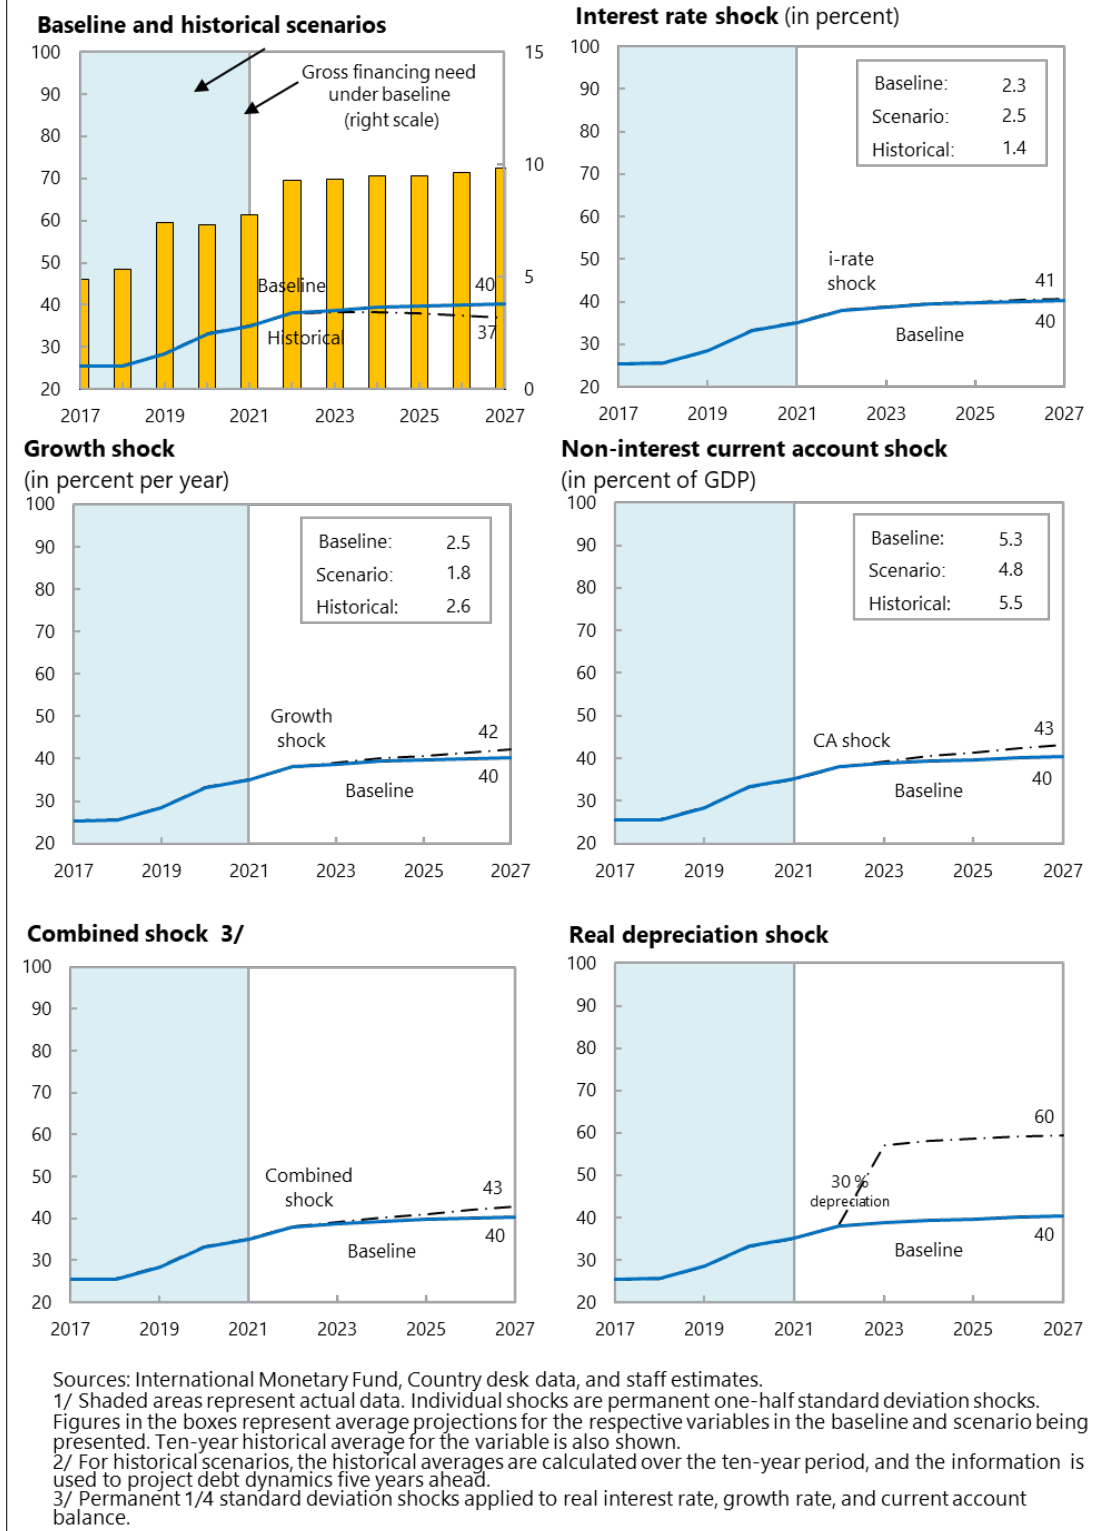 Baseline and historical scenarios
100
90
80
70
60
50
40
30
20
15
10
5
0
Gross financing need
under baseline
(right scale)
Baseline
40
Historical
37
2017 2019 2021 2023 2025 2027
Interest rate shock (in percent)
100
90
80
70
60
50
40
30
20
Baseline: 2.3
Scenario: 2.5
Historical: 1.4
i-rate
shock
41
40
Baseline
2017 2019 2021 2023 2025 2027
Growth shock
(in percent per year)
100
90
80
70
60
50
40
30
20
Baseline: 2.5
Scenario: 1.8
Historical: 2.6
Growth
shock
42
40
Baseline
2017 2019 2021 2023 2025 2027
Non-interest current account shock
(in percent of GDP)
100
90
80
70
60
50
40
30
20
Baseline: 5.3
Scenario: 4.8
Historical: 5.5
CA shock
43
40
Baseline
2017 2019 2021 2023 2025 2027
Combined shock 3/
100
90
80
70
60
50
40
30
20
Combined
shock
43
40
Baseline
2017 2019 2021 2023 2025 2027
Real depreciation shock
100
90
80
70
60
50
40
30
20
60
30 %
depreciation
40
Baseline
2017 2019 2021 2023 2025 2027
Sources: International Monetary Fund, Country desk data, and staff estimates.
1/ Shaded areas represent actual data. Individual shocks are permanent one-half standard deviation shocks.
Figures in the boxes represent average projections for the respective variables in the baseline and scenario being
presented. Ten-year historical average for the variable is also shown.
2/ For historical scenarios, the historical averages are calculated over the ten-year period, and the information is
used to project debt dynamics five years ahead.
3/ Permanent 1/4 standard deviation shocks applied to real interest rate, growth rate, and current account
balance.